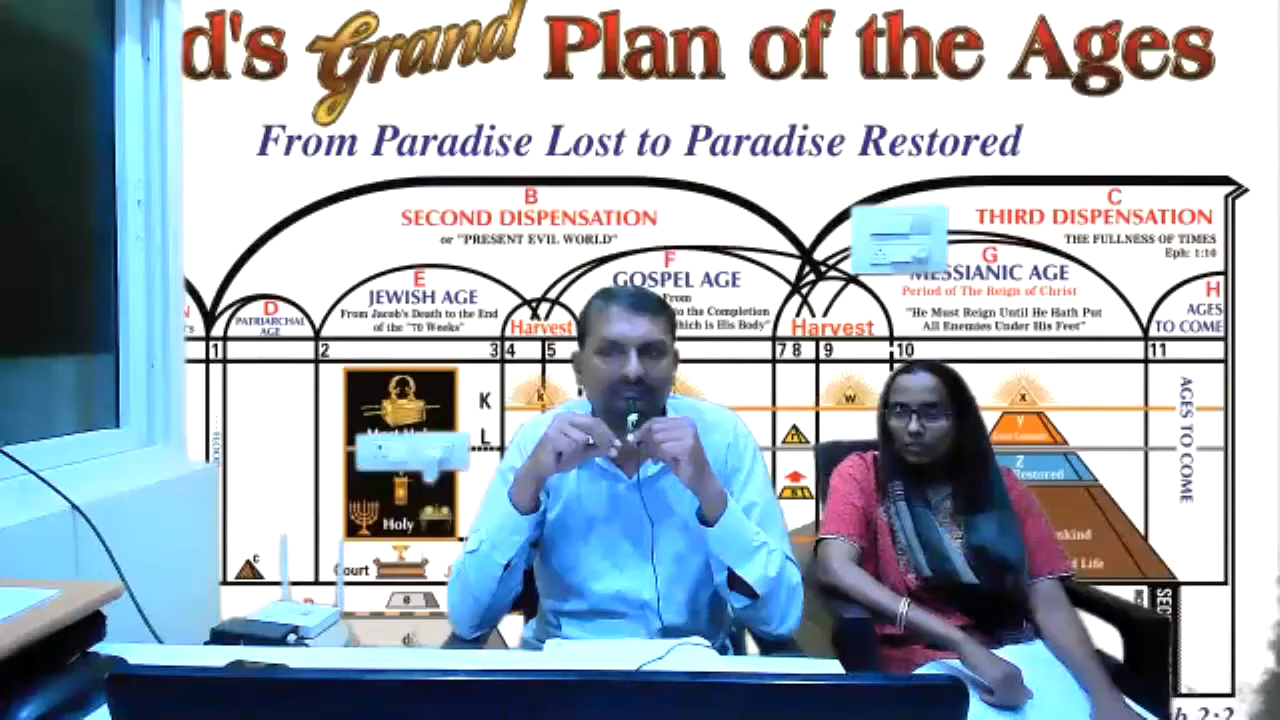 d's Grand Plan of the Ages
From Paradise Lost to Paradise Restored
B
SECOND DISPENSATION
or "PRESENT EVIL WORLD"
C
THIRD DISPENSATION
THE FULLNESS OF TIMES
Eph: 1:10
D
PATRIARCHAL
AGE
E
JEWISH AGE
From Jacob's Death to the End
of the "70 Weeks"
Harvest
F
GOSPEL AGE
From
to the Completion
Which is His Body"
Harvest
G
MESSIANIC AGE
Period of The Reign of Christ
"He Must Reign Until He Hath Put
All Enemies Under His Feet"
H
AGES
TO COME
1 2 3 4 5 7 8 9 10 11
K
L
k
w
x
y
Z
Restored
AGES TO COME
Holy
Court
c
e
d
Life
SEC
2:2